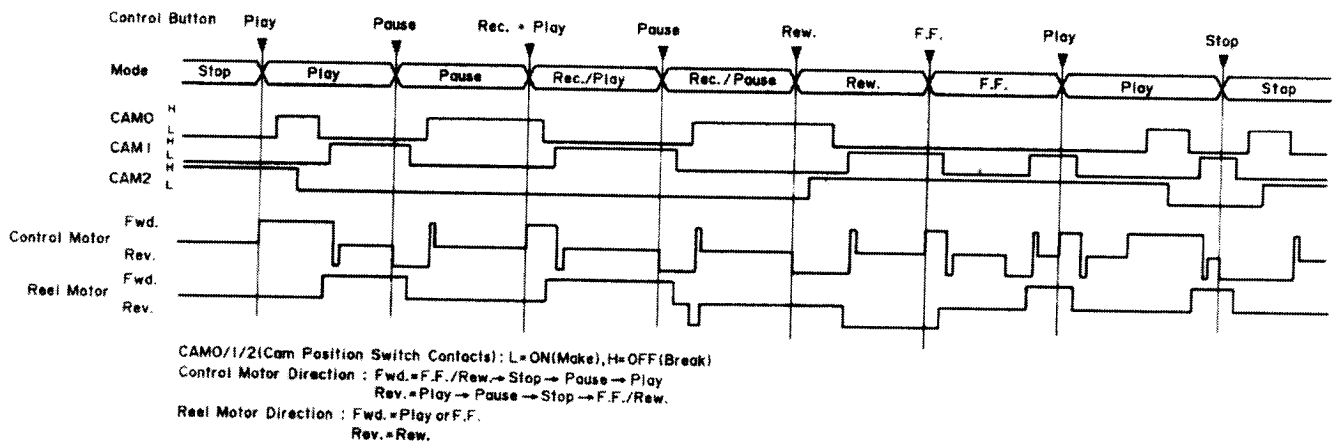 Control Button Play Pause Rec. + Play Pause Rew. F.F. Play Stop
Mode Stop Play Pause Rec./Play Rec./Pause Rew. F.F. Play Stop
CAM0 H L
CAM1 H L
CAM2 H L
Control Motor Fwd. Rev.
Reel Motor Fwd. Rev.
CAM0/1/2(Cam Position Switch Contacts): L=ON(Make), H=OFF(Break)
Control Motor Direction : Fwd.=F.F./Rew.→Stop→Pause→Play
Rev.=Play→Pause→Stop→F.F./Rew.
Reel Motor Direction : Fwd.=Play or F.F.
Rev.=Rew.